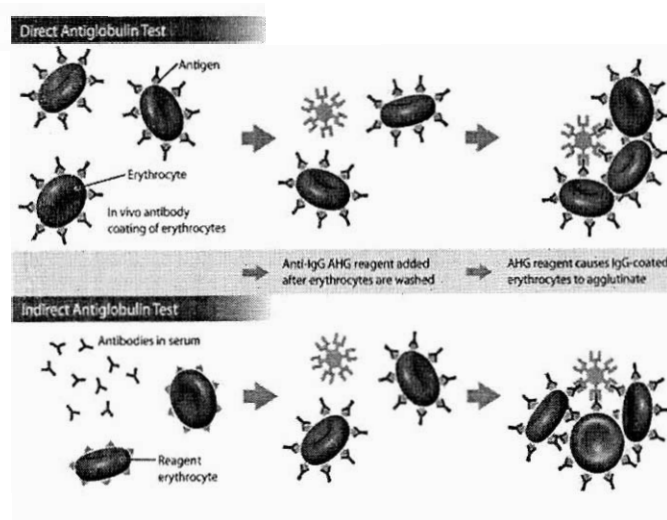 Direct Antiglobulin Test
Antigen
Erythrocyte
In vivo antibody
coating of erythrocytes
Anti-IgG AHG reagent added
after erythrocytes are washed
AHG reagent causes IgG-coated
erythrocytes to agglutinate
Indirect Antiglobulin Test
Antibodies in serum
Reagent
erythrocyte